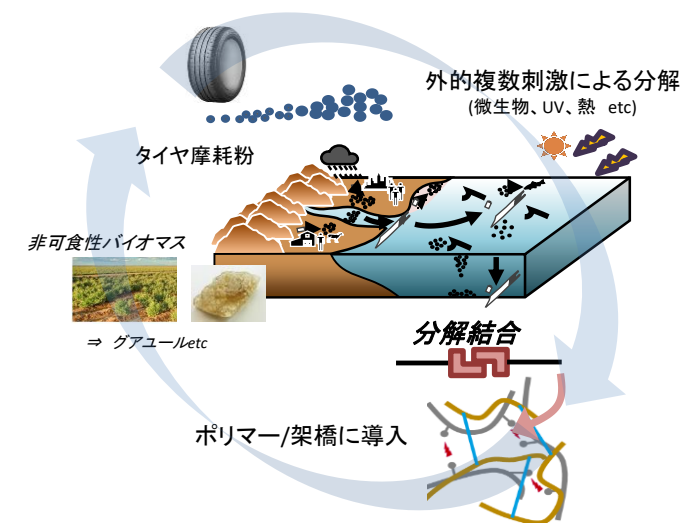 外的複数刺激による分解
(微生物、UV、熱 etc)
タイヤ摩耗粉
非可食性バイオマス
⇒ グアユールetc
分解結合
ポリマー/架橋に導入